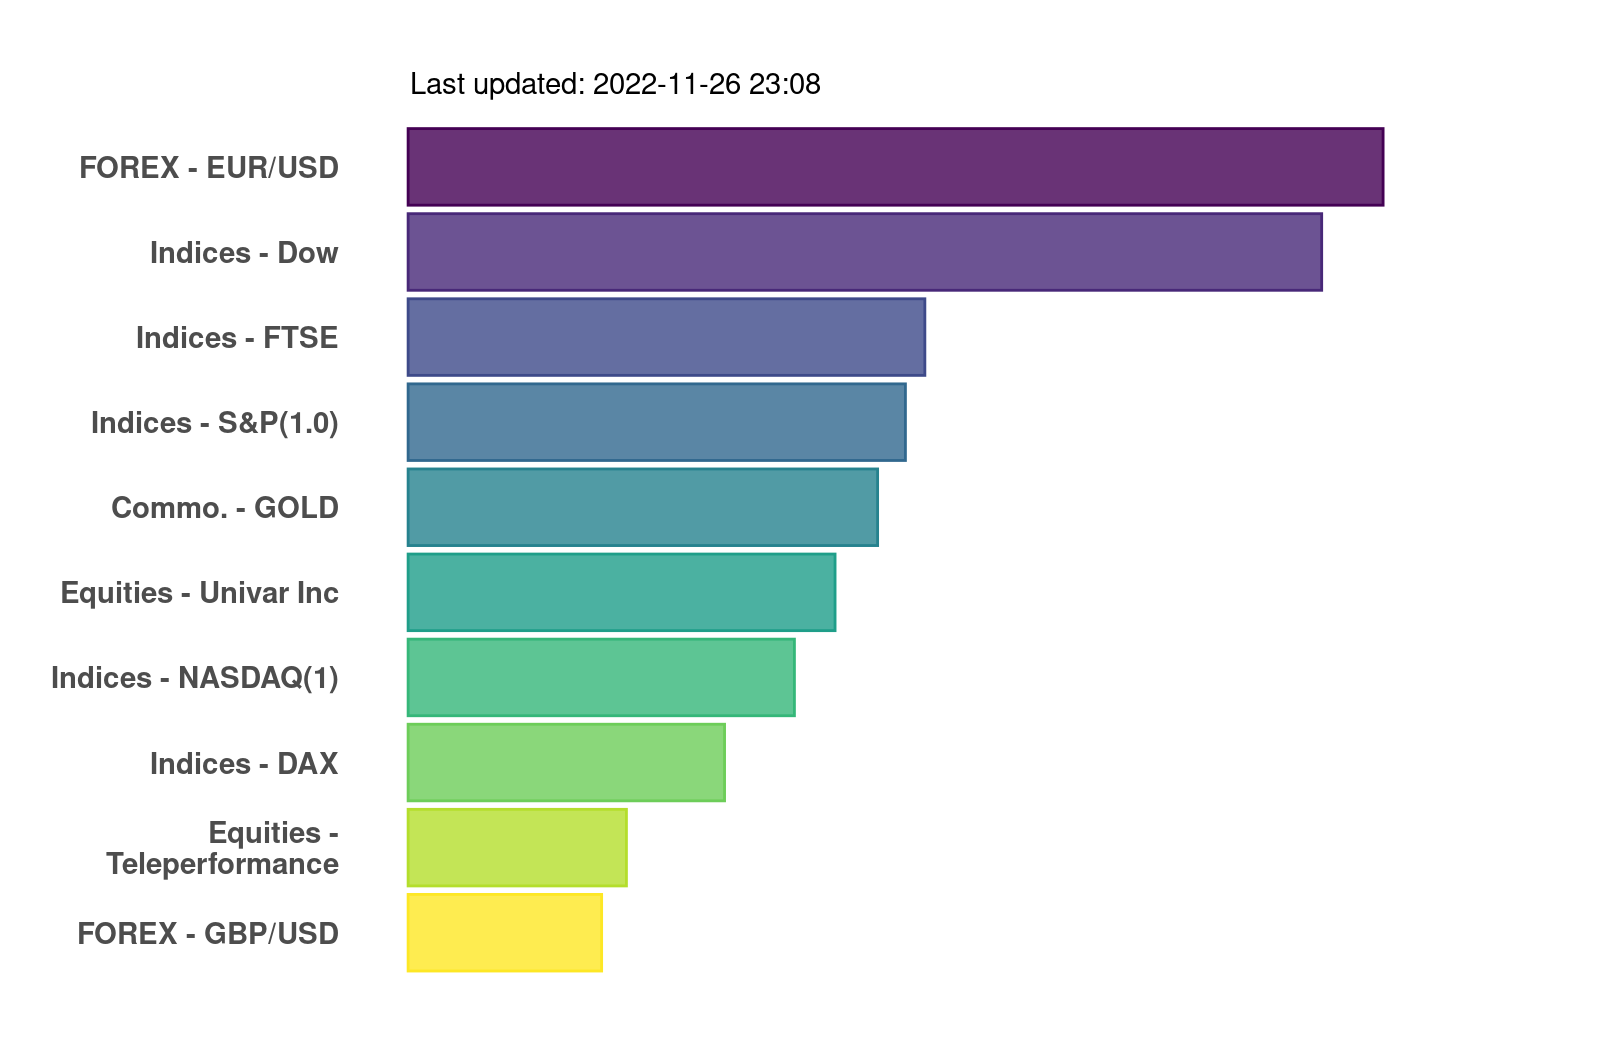 Last updated: 2022-11-26 23:08
FOREX - EUR/USD
Indices - Dow
Indices - FTSE
Indices - S&P(1.0)
Commo. - GOLD
Equities - Univar Inc
Indices - NASDAQ(1)
Indices - DAX
Equities -
Teleperformance
FOREX - GBP/USD